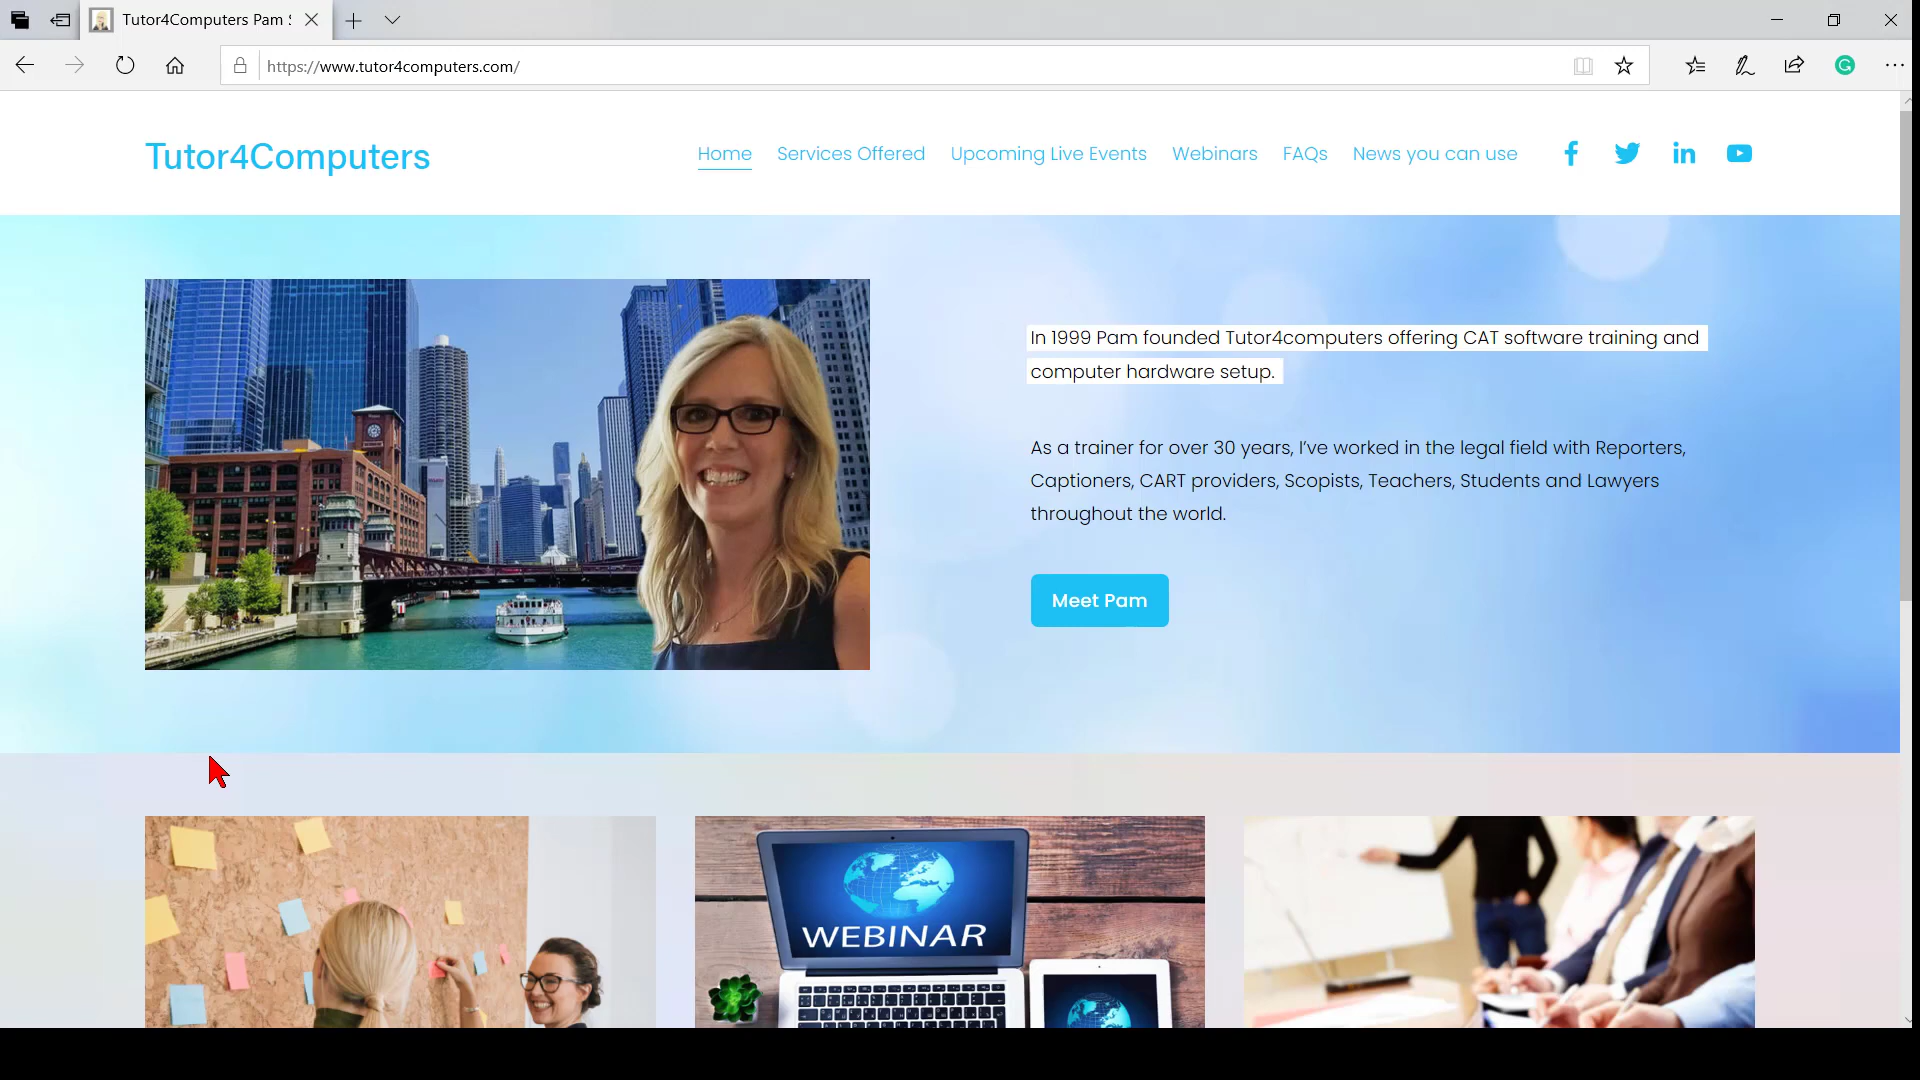 Tutor4Computers Pam
https://www.tutor4computers.com/
Tutor4Computers
Home Services Offered Upcoming Live Events Webinars FAQs News you can use
In 1999 Pam founded Tutor4computers offering CAT software training and
computer hardware setup.
As a trainer for over 30 years, I've worked in the legal field with Reporters,
Captioners, CART providers, Scopists, Teachers, Students and Lawyers
throughout the world.
Meet Pam
WEBINAR